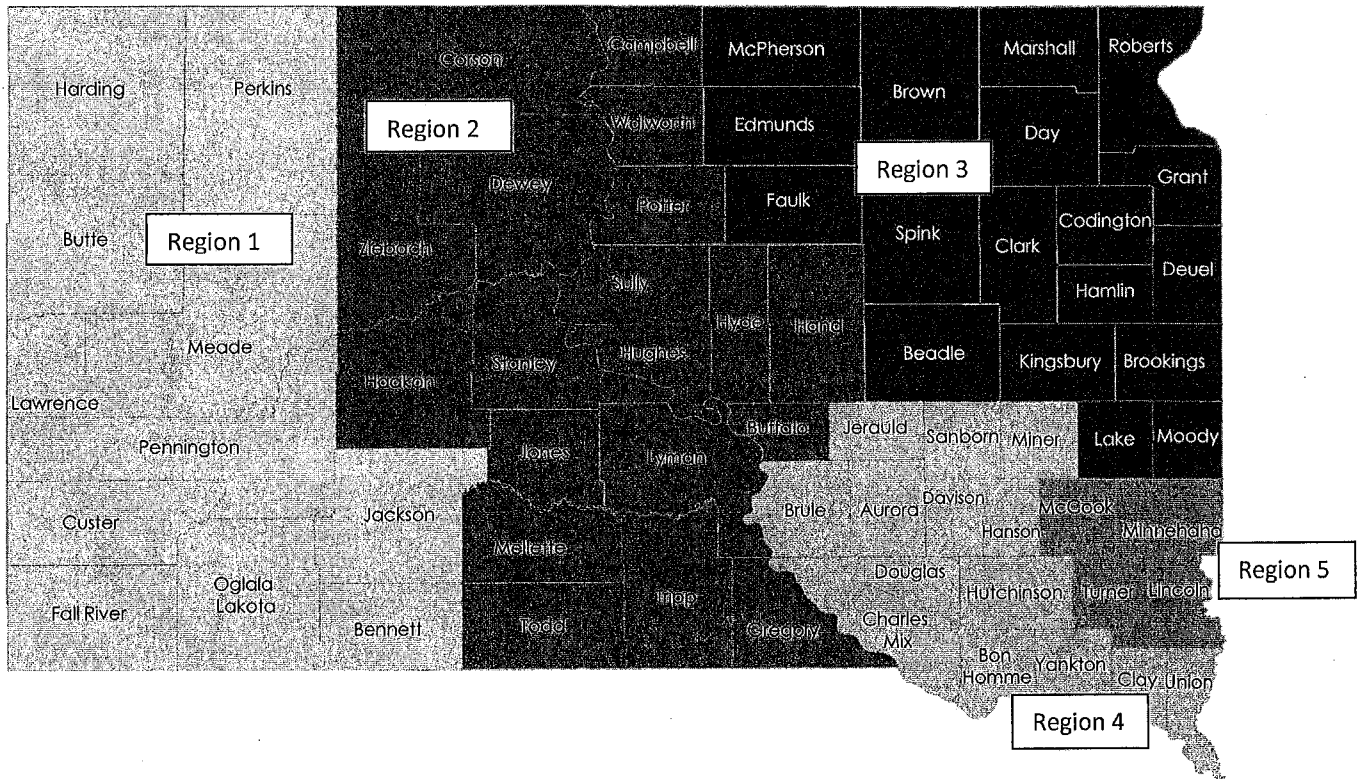 Harding
Perkins
Corson
Campbell
McPherson
Brown
Marshall
Roberts
Region 2
Walworth
Edmunds
Day
Region 3
Grant
Dewey
Potter
Faulk
Codington
Butte
Region 1
Ziebach
Spink
Clark
Deuel
Sully
Hamlin
Hyde
Hand
Meade
Stanley
Hughes
Beadle
Kingsbury
Brookings
Haakon
Lawrence
Pennington
Jones
Lyman
Buffalo
Jerauld
Sanborn
Miner
Lake
Moody
Custer
Jackson
Brule
Aurora
Davison
Hanson
McCook
Minnehaha
Mellette
Region 5
Fall River
Oglala
Lakota
Bennett
Todd
Tripp
Gregory
Douglas
Charles
Mix
Hutchinson
Turner
Lincoln
Bon
Homme
Yankton
Clay
Union
Region 4